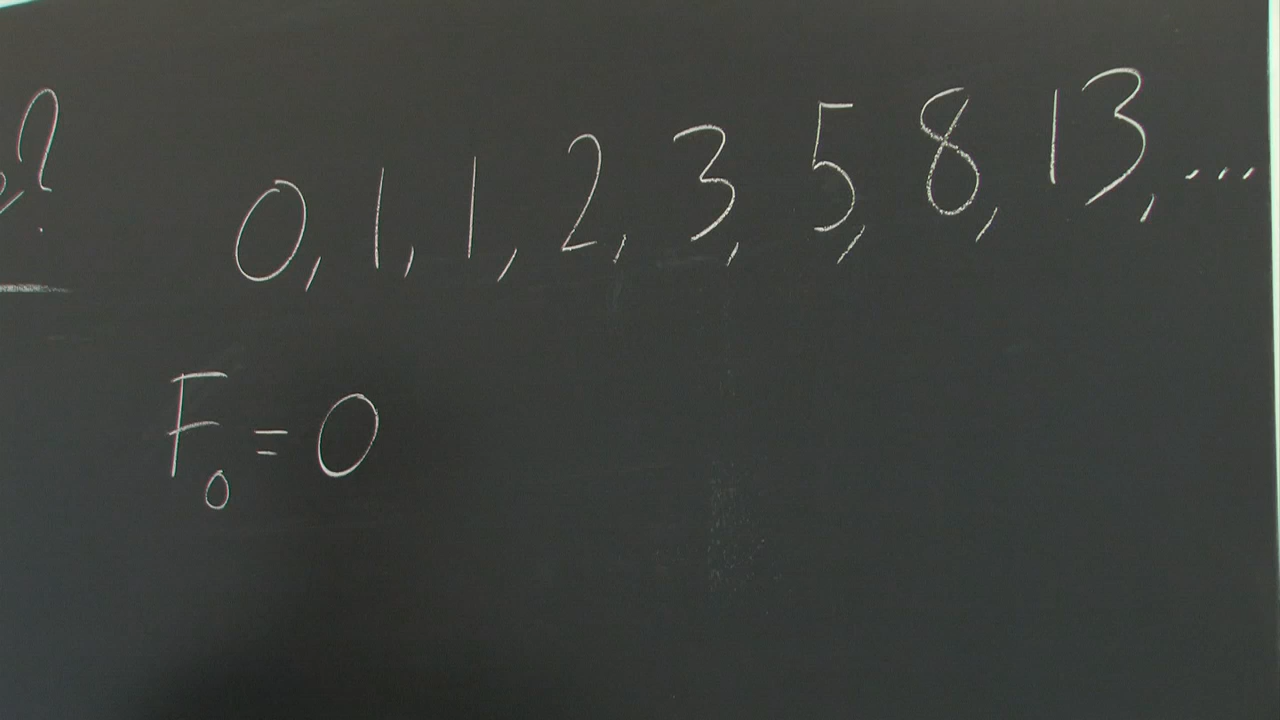 0, 1, 1, 2, 3, 5, 8, 13, ...
F₀ = 0